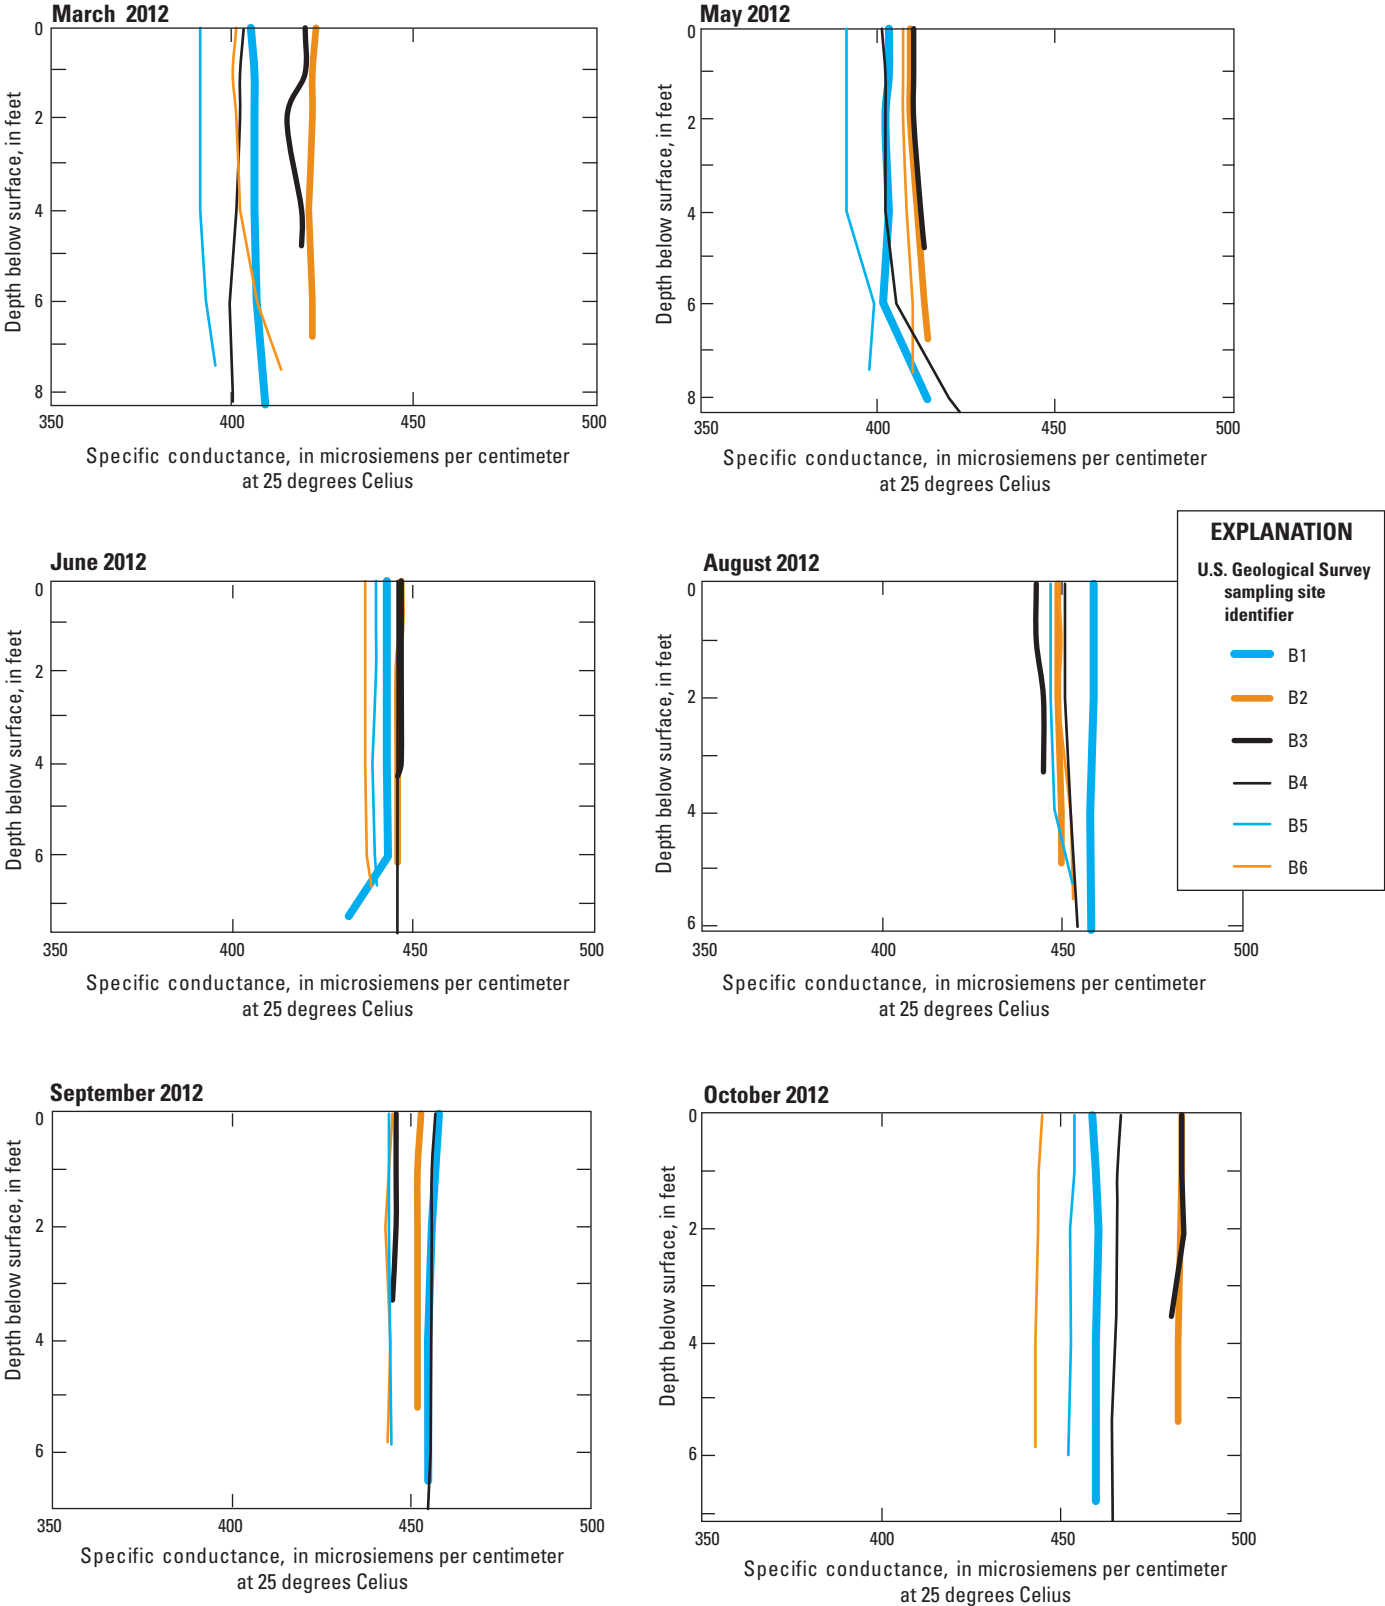 March 2012
Depth below surface, in feet
0
2
4
6
8
350
400
450
500
Specific conductance, in microsiemens per centimeter
at 25 degrees Celius
May 2012
Depth below surface, in feet
0
2
4
6
8
350
400
450
500
Specific conductance, in microsiemens per centimeter
at 25 degrees Celius
June 2012
Depth below surface, in feet
0
2
4
6
350
400
450
500
Specific conductance, in microsiemens per centimeter
at 25 degrees Celius
August 2012
Depth below surface, in feet
0
2
4
6
350
400
450
500
Specific conductance, in microsiemens per centimeter
at 25 degrees Celius
EXPLANATION
U.S. Geological Survey
sampling site
identifier
B1
B2
B3
B4
B5
B6
September 2012
Depth below surface, in feet
0
2
4
6
350
400
450
500
Specific conductance, in microsiemens per centimeter
at 25 degrees Celius
October 2012
Depth below surface, in feet
0
2
4
6
350
400
450
500
Specific conductance, in microsiemens per centimeter
at 25 degrees Celius